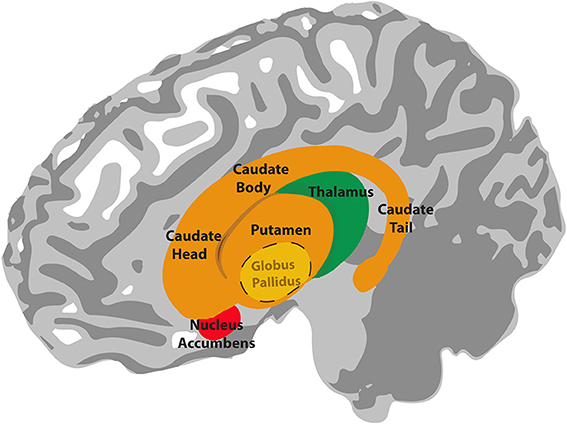 Caudate
Body
Thalamus
Caudate
Tail
Putamen
Caudate
Head
Globus
Pallidus
Nucleus
Accumbens